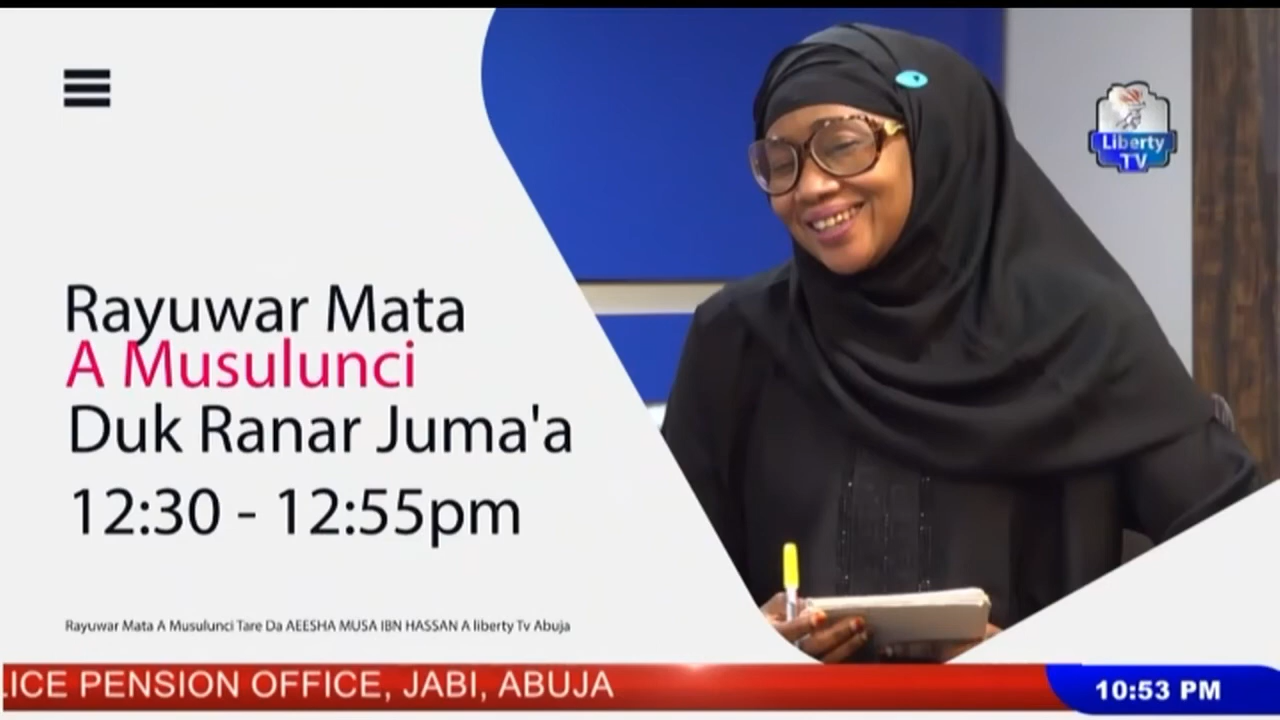 Rayuwar Mata
A Musulunci
Duk Ranar Juma'a
12:30 - 12:55pm
Rayuwar Mata A Musulunci Tare Da AEESHA MUSA IBN HASSAN A liberty Tv Abuja
Liberty
TV
LICE PENSION OFFICE, JABI, ABUJA
10:53 PM